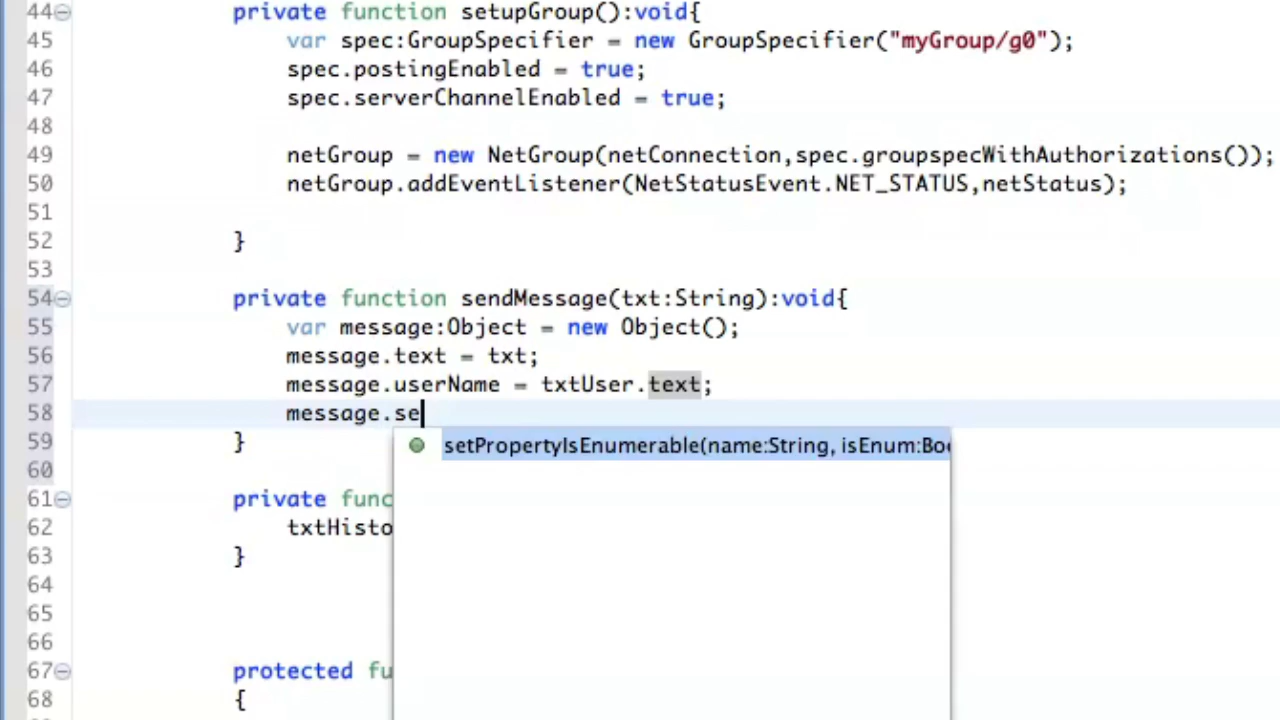 44 private function setupGroup():void{
45 var spec:GroupSpecifier = new GroupSpecifier("myGroup/g0");
46 spec.postingEnabled = true;
47 spec.serverChannelEnabled = true;
48
49 netGroup = new NetGroup(netConnection,spec.groupspecWithAuthorizations());
50 netGroup.addEventListener(NetStatusEvent.NET_STATUS,netStatus);
51
52 }
53
54 private function sendMessage(txt:String):void{
55 var message:Object = new Object();
56 message.text = txt;
57 message.userName = txtUser.text;
58 message.se
setPropertyIsEnumerable(name:String, isEnum:Boo
59 }
60
61 private func
62 txtHisto
63 }
64
65
66
67 protected fu
68 {